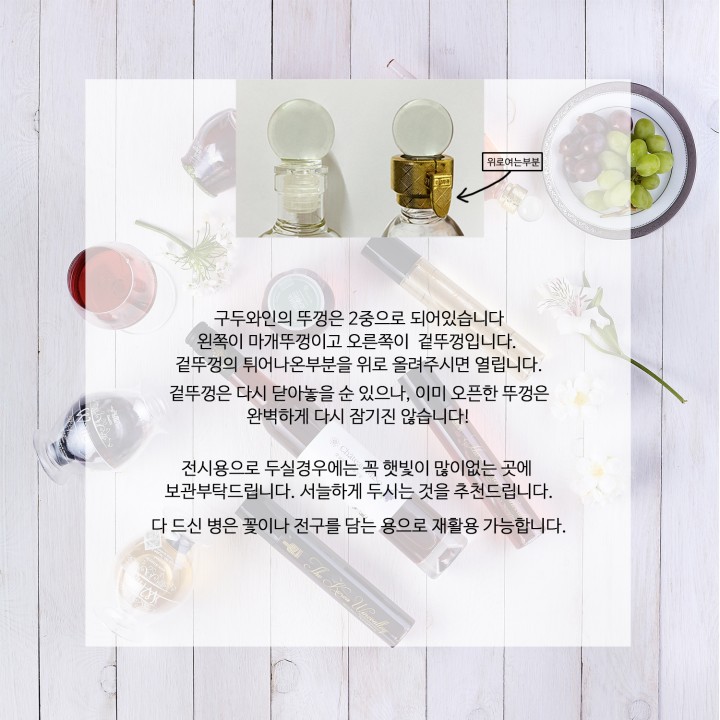 위로여는부분
구두와인의 뚜껑은 2중으로 되어있습니다
왼쪽이 마개뚜껑이고 오른쪽이 겉뚜껑입니다.
겉뚜껑의 튀어나온부분을 위로 올려주시면 열립니다.
겉뚜껑은 다시 닫아놓을 순 있으나, 이미 오픈한 뚜껑은
완벽하게 다시 잠기진 않습니다!
전시용으로 두실경우에는 꼭 햇빛이 많이없는 곳에
보관부탁드립니다. 서늘하게 두시는 것을 추천드립니다.
다 드신 병은 꽃이나 전구를 담는 용으로 재활용 가능합니다.